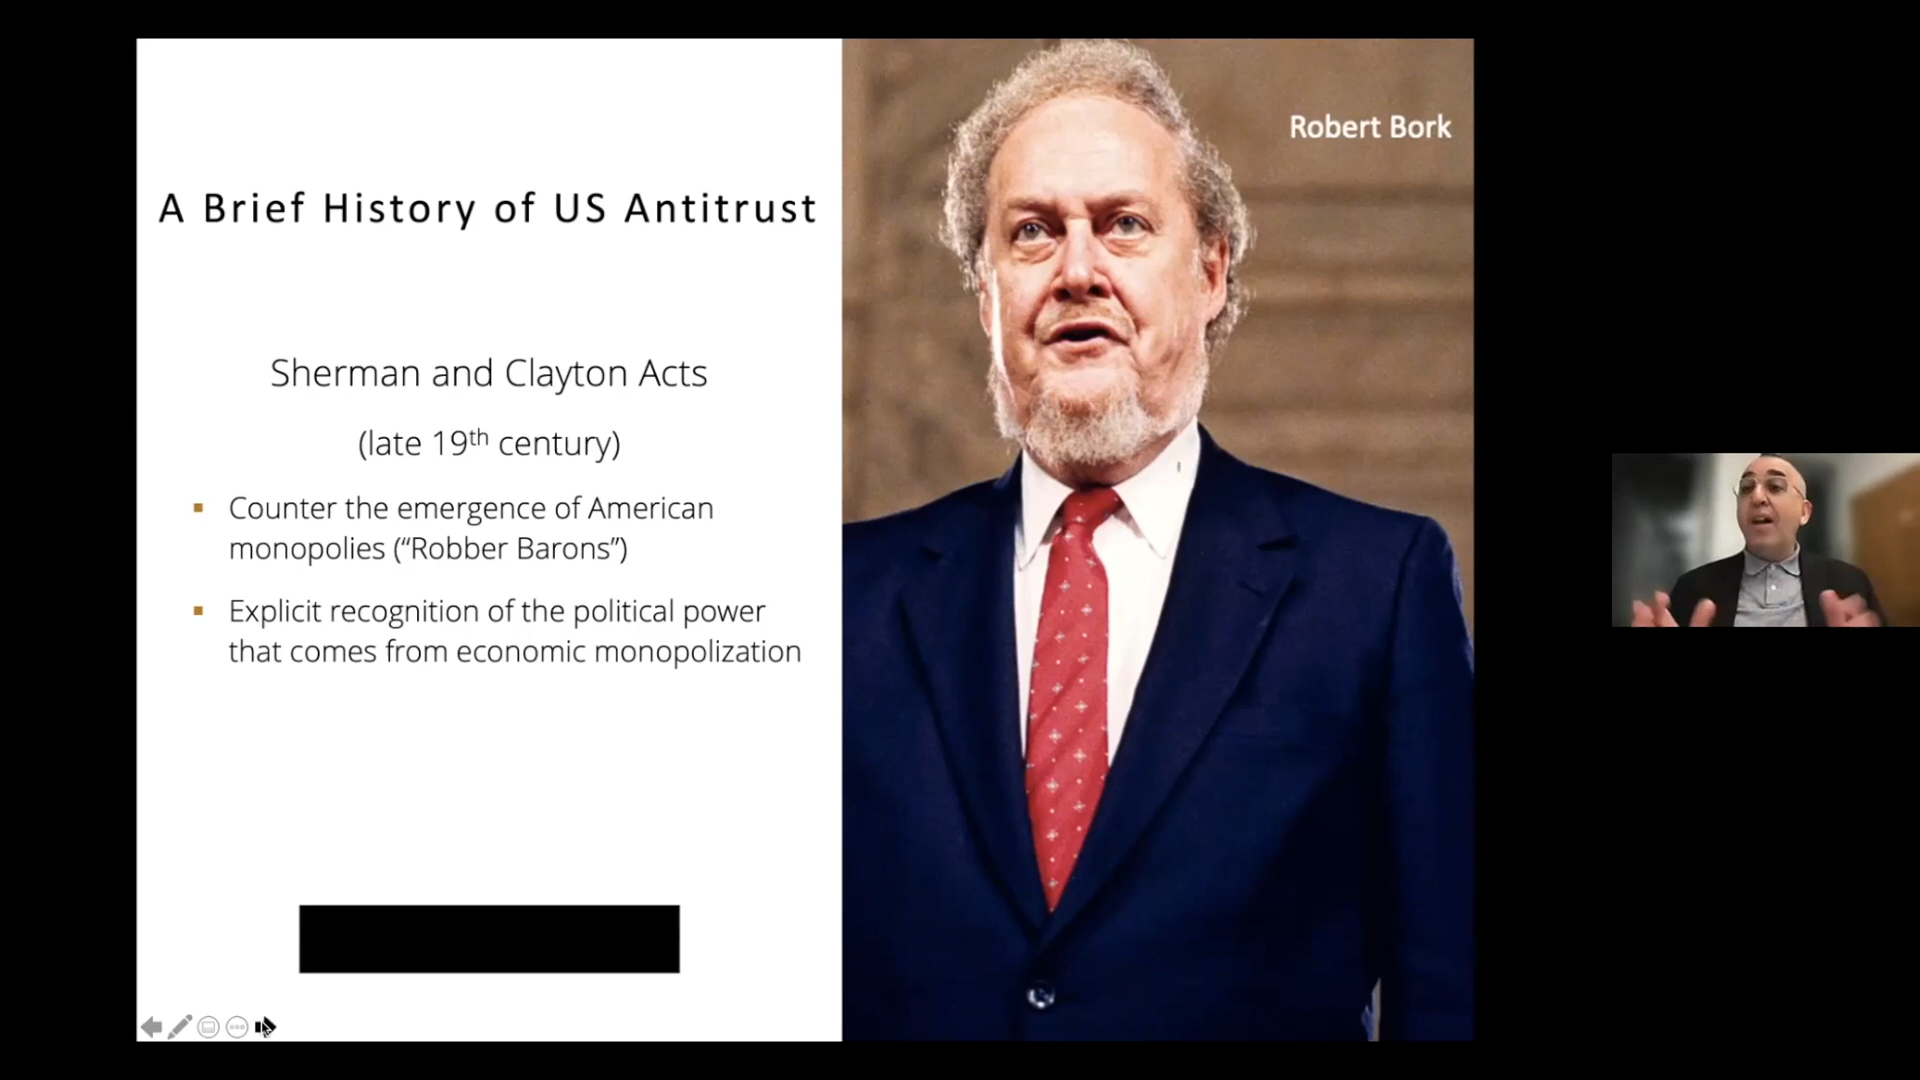 Robert Bork
A Brief History of US Antitrust
Sherman and Clayton Acts
(late 19th century)
▪ Counter the emergence of American
monopolies (“Robber Barons”)
▪ Explicit recognition of the political power
that comes from economic monopolization